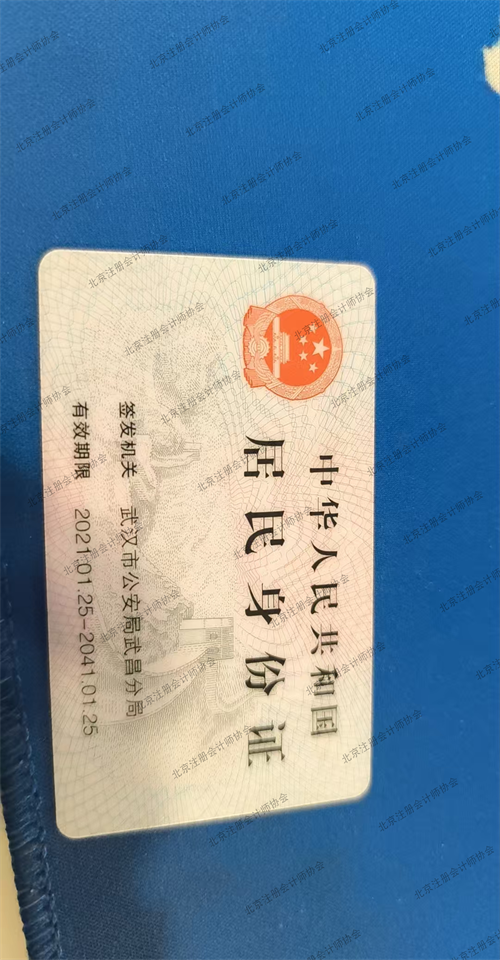 中华人民共和国
居民身份证
签发机关 武汉市公安局武昌分局
有效期限 2021.01.25-2041.01.25
北京注册会计师协会